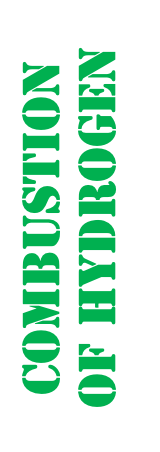 COMBUSTION
OF HYDROGEN